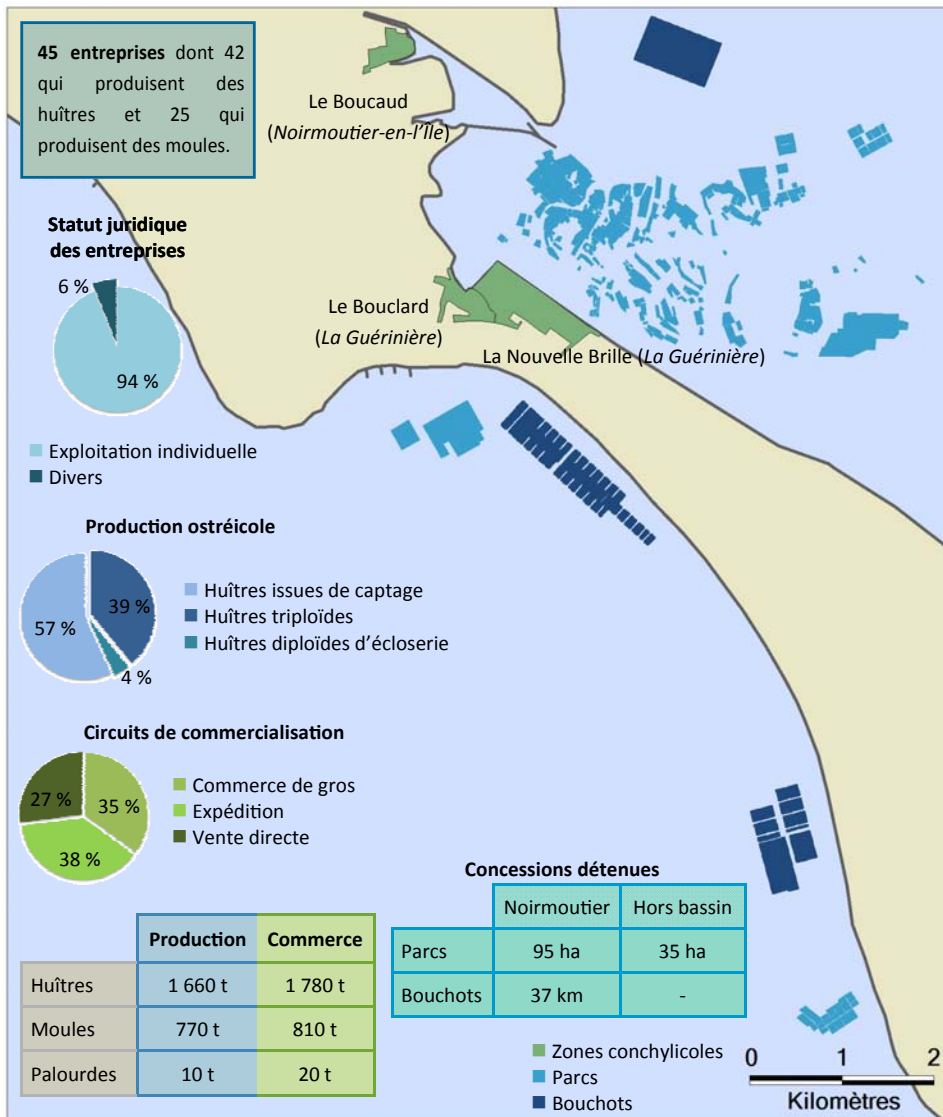 45 entreprises dont 42
qui produisent des
huîtres et 25 qui
produisent des moules.
Le Boucaud
(Noirmoutier-en-l'Île)
Statut juridique
des entreprises
6 %
94 %
Exploitation individuelle
Divers
Le Bouclard
(La Guérinière)
La Nouvelle Brille (La Guérinière)
Production ostréicole
39 %
57 %
4 %
Huîtres issues de captage
Huîtres triploïdes
Huîtres diploïdes d'écloserie
Circuits de commercialisation
27 %
35 %
38 %
Commerce de gros
Expédition
Vente directe
Production Commerce
Huîtres 1 660 t 1 780 t
Moules 770 t 810 t
Palourdes 10 t 20 t
Concessions détenues
Noirmoutier Hors bassin
Parcs 95 ha 35 ha
Bouchots 37 km -
Zones conchylicoles
Parcs
Bouchots
0 1 2
Kilomètres